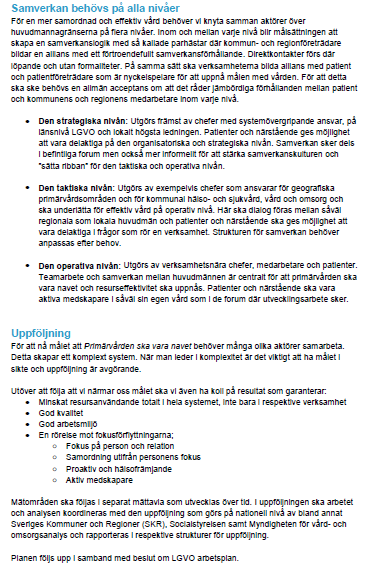 Samverkan behövs på alla nivåer
För en mer samordnad och effektiv vård behöver vi knyta samman aktörer över
huvudmannagränserna på flera nivåer. Inom och mellan varje nivå blir målsättningen att
skapa en samverkanslogik med så kallade parhästar där kommun- och regionföreträdare
bildar en allians med ett förtroendefullt samverkansförhållande. Direktkontakter förs där
löpande och utan formaliteter. På samma sätt ska verksamheterna bilda allians med patient
och patientföreträdare som är nyckelspelare för att uppnå målen med vården. För att detta
ska ske behövs en allmän acceptans om att det råder jämbördiga förhållanden mellan patient
och kommunens och regionens medarbetare inom varje nivå.
• Den strategiska nivån: Utgörs främst av chefer med systemövergripande ansvar, på
länsnivå LGVO och lokalt högsta ledningen. Patienter och närstående ges möjlighet
att vara delaktiga på den organisatoriska och strategiska nivån. Samverkan sker dels
i befintliga forum men också mer informellt för att stärka samverkanskulturen och
"sätta ribban" för den taktiska och operativa nivån.
• Den taktiska nivån: Utgörs av exempelvis chefer som ansvarar för geografiska
primärvårdsområden och för kommunal hälso- och sjukvård, vård och omsorg och
ska underlätta för effektiv vård på operativ nivå. Här ska dialog föras mellan såväl
regionala som lokala huvudmän och patienter och närstående ska ges möjlighet att
vara delaktiga i frågor som rör en verksamhet. Strukturen för samverkan behöver
anpassas efter behov.
• Den operativa nivån: Utgörs av verksamhetsnära chefer, medarbetare och patienter.
Teamarbete och samverkan mellan huvudmännen är centralt för att primärvården ska
vara navet och resurseffektivitet ska uppnås. Patienter och närstående ska vara
aktiva medskapare i såväl sin egen vård som i de forum där utvecklingsarbete sker.
Uppföljning
För att nå målet att Primärvården ska vara navet behöver många olika aktörer samarbeta.
Detta skapar ett komplext system. När man leder i komplexitet är det viktigt att ha målet i
sikte och uppföljning är avgörande.
Utöver att följa att vi närmar oss målet ska vi även ha koll på resultat som garanterar:
• Minskat resursanvändande totalt i hela systemet, inte bara i respektive verksamhet
• God kvalitet
• God arbetsmiljö
• En rörelse mot fokusförflyttningarna;
o Fokus på person och relation
o Samordning utifrån personens fokus
o Proaktiv och hälsofrämjande
o Aktiv medskapare
Mätområden ska följas i separat mättavla som utvecklas över tid. I uppföljningen ska arbetet
och analysen koordineras med den uppföljning som görs på nationell nivå av bland annat
Sveriges Kommuner och Regioner (SKR), Socialstyrelsen samt Myndigheten för vård- och
omsorgsanalys och rapporteras i respektive strukturer för uppföljning.
Planen följs upp i samband med beslut om LGVO arbetsplan.